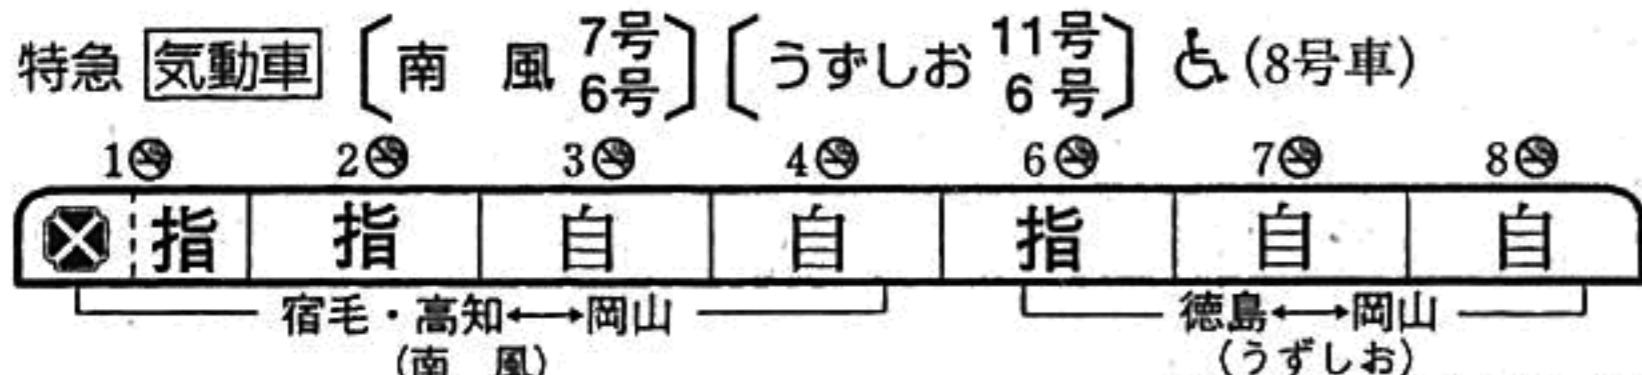 特急 気動車 〔南 風 7号 6号〕〔うずしお 11号 6号〕 (8号車)
1 2 3 4 6 7 8
指 指 自 自 指 自 自
宿毛・高知←→岡山 徳島←→岡山
(南 風) (うずしお)